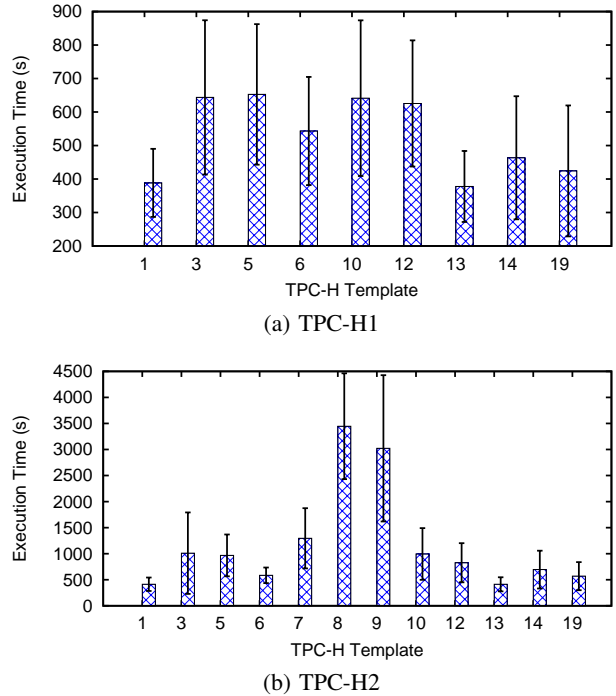 900
800
700
600
500
400
300
200
Execution Time (s)
1 3 5 6 10 12 13 14 19
TPC-H Template
(a) TPC-H1
4500
4000
3500
3000
2500
2000
1500
1000
500
0
Execution Time (s)
1 3 5 6 7 8 9 10 12 13 14 19
TPC-H Template
(b) TPC-H2